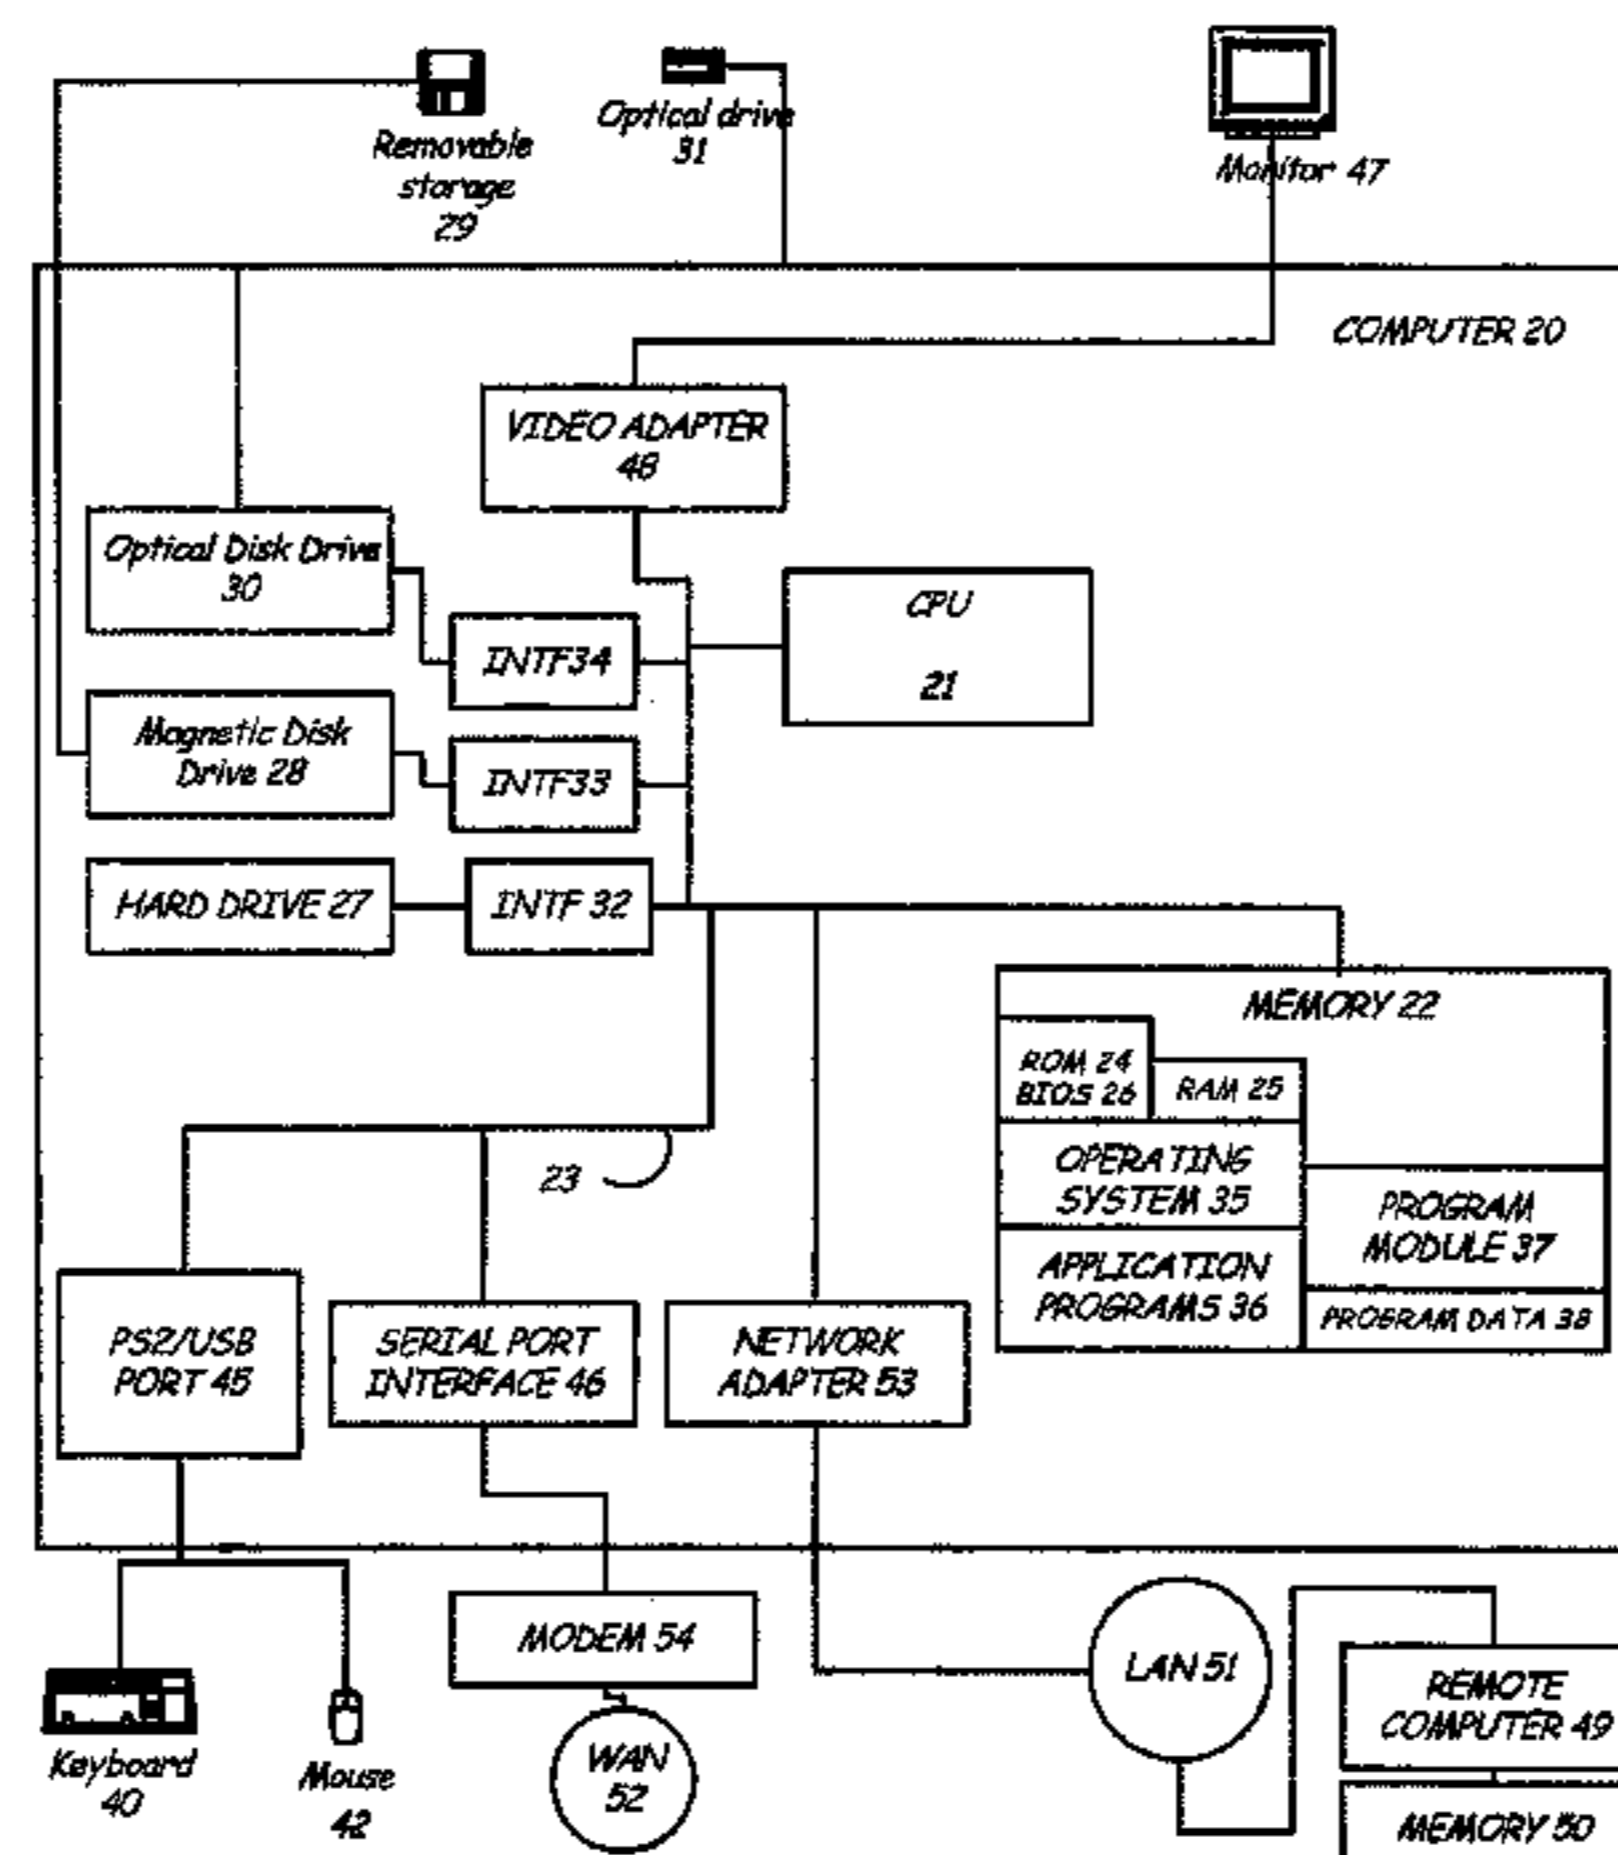 Removable
storage
29
Optical drive
31
Monitor 47
COMPUTER 20
VIDEO ADAPTER
48
Optical Disk Drive
30
CPU
21
INTF34
Magnetic Disk
Drive 28
INTF33
HARD DRIVE 27
INTF 32
MEMORY 22
ROM 24
BIOS 26
RAM 25
OPERATING
SYSTEM 35
PROGRAM
MODULE 37
APPLICATION
PROGRAMS 36
PROGRAM DATA 38
23
PS2/USB
PORT 45
SERIAL PORT
INTERFACE 46
NETWORK
ADAPTER 53
MODEM 54
LAN 51
REMOTE
COMPUTER 49
Keyboard
40
Mouse
42
WAN
52
MEMORY 50